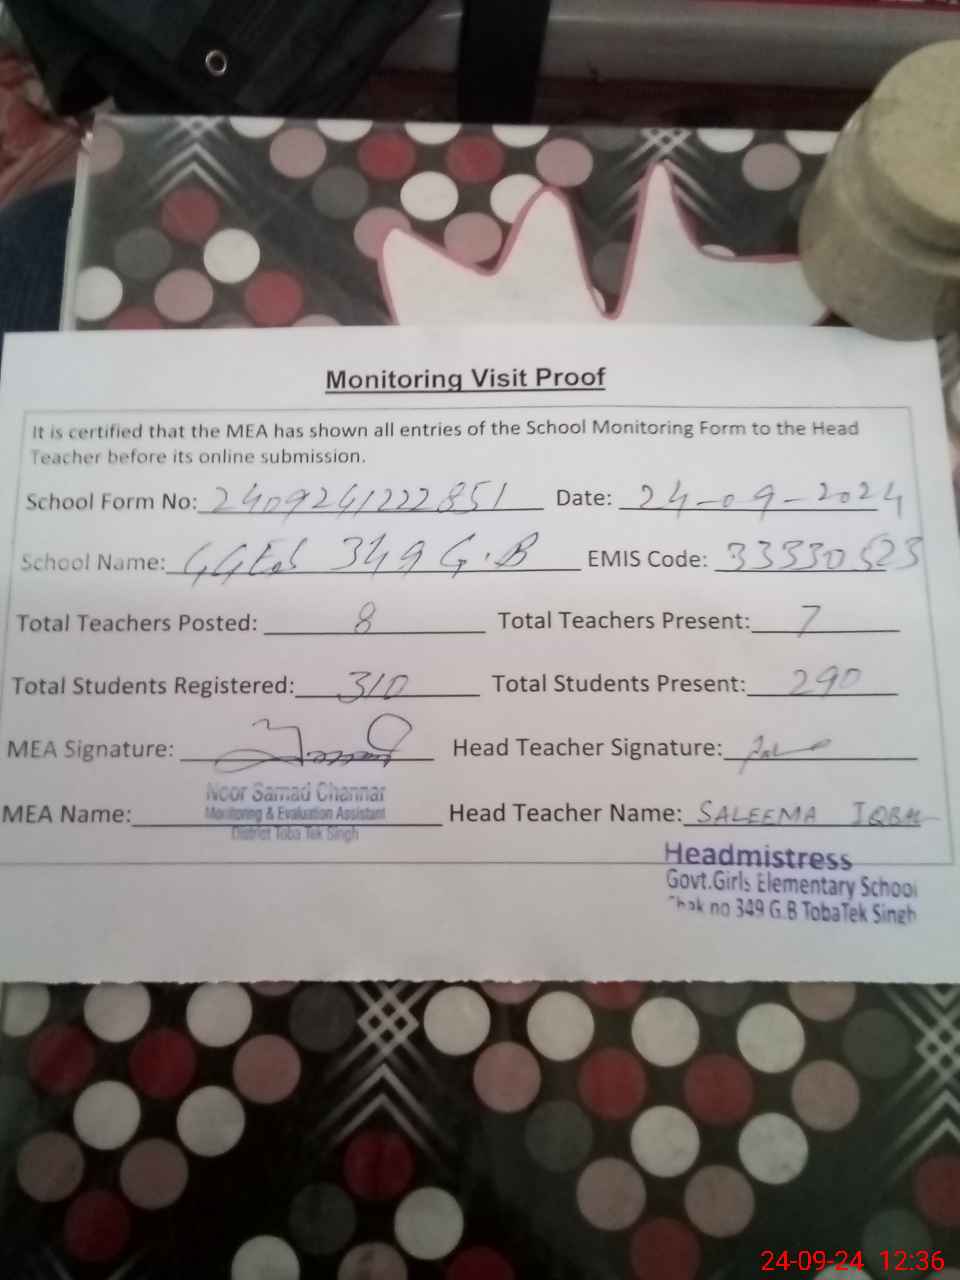 Monitoring Visit Proof
It is certified that the MEA has shown all entries of the School Monitoring Form to the Head
Teacher before its online submission.
School Form No: 2409241222851 Date: 24-09-2024
School Name: GGES 349 G.B EMIS Code: 33330523
Total Teachers Posted: 8 Total Teachers Present: 7
Total Students Registered: 310 Total Students Present: 290
MEA Signature: Head Teacher Signature:
MEA Name: Noor Samad Channar Head Teacher Name: SALEEMA IQBAL
Monitoring & Evaluation Assistant
District Toba Tek Singh
Headmistress
Govt.Girls Elementary School
Chak no 349 G.B TobaTek Singh
24-09-24 12:36